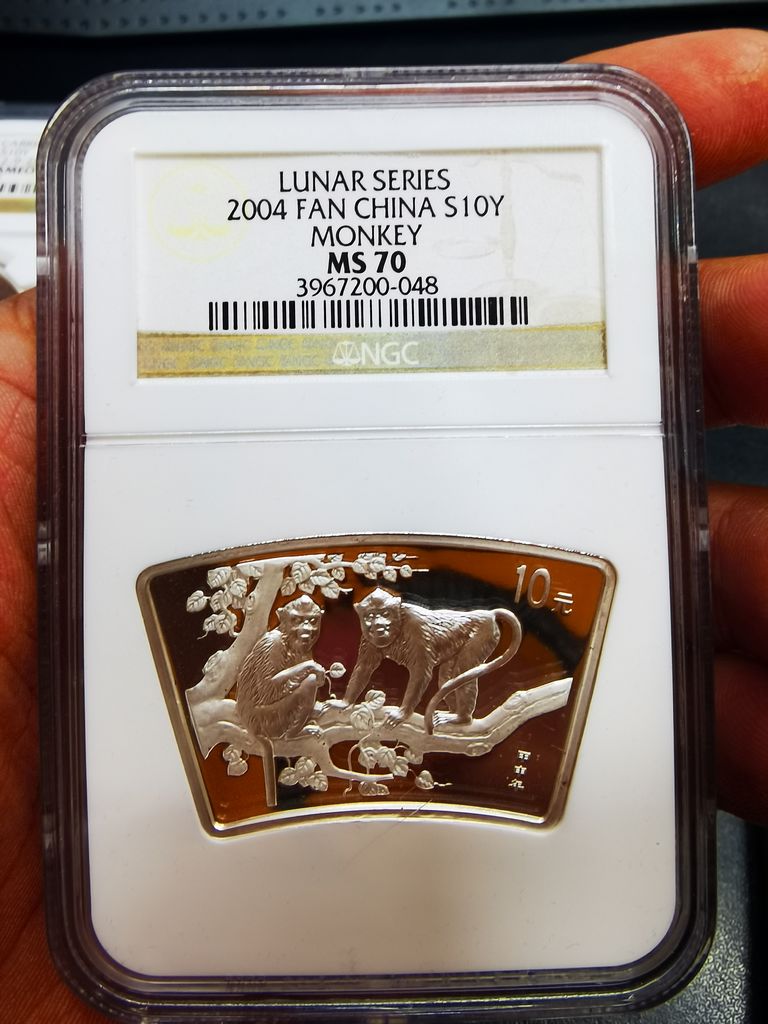 LUNAR SERIES
2004 FAN CHINA S10Y
MONKEY
MS 70
3967200-048
NGC
10元